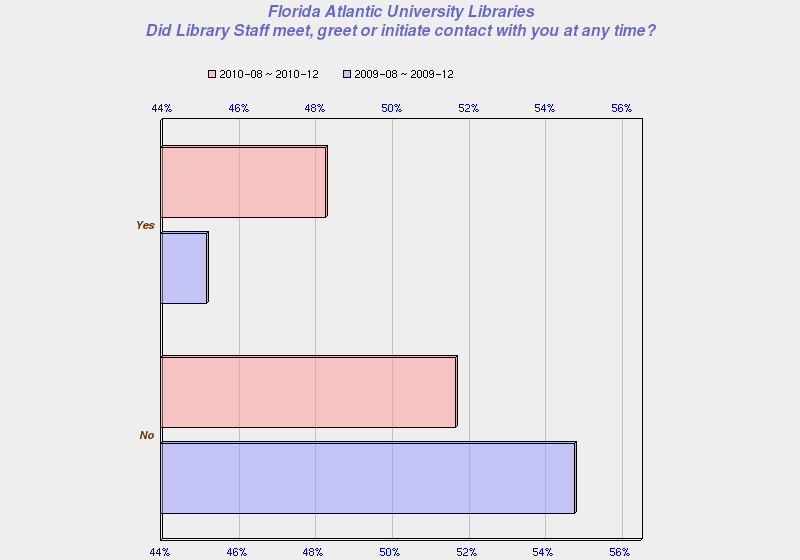 Florida Atlantic University Libraries
Did Library Staff meet, greet or initiate contact with you at any time?
2010-08 ~ 2010-12 2009-08 ~ 2009-12
44% 46% 48% 50% 52% 54% 56%
Yes
No
44% 46% 48% 50% 52% 54% 56%